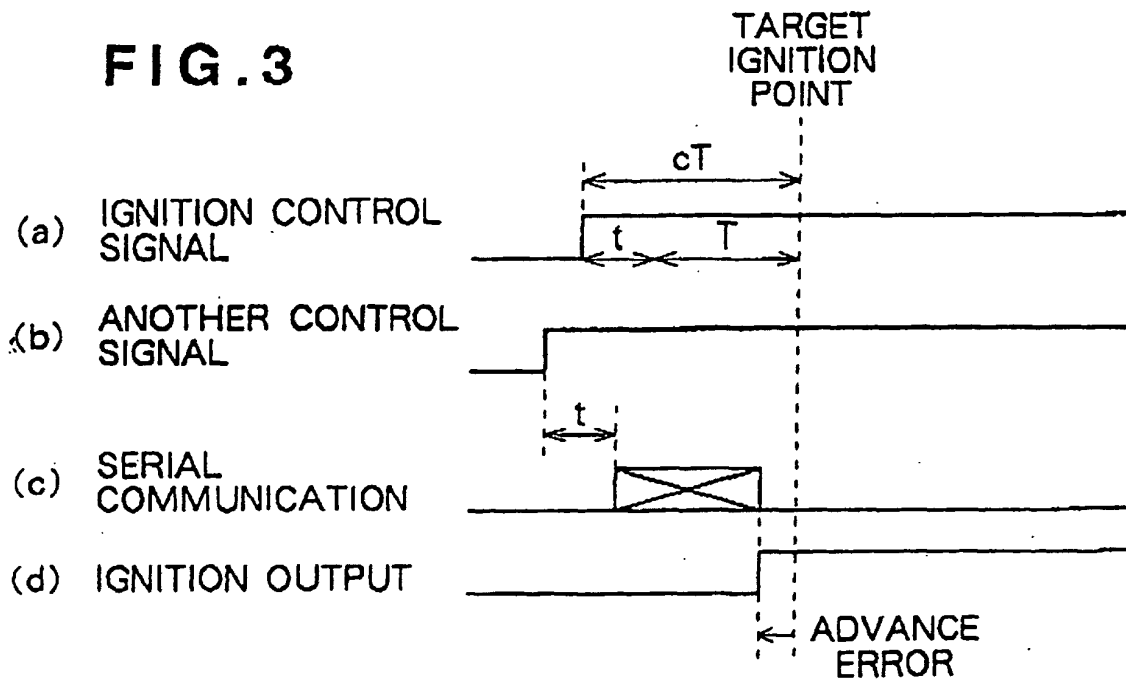 FIG.3
TARGET
IGNITION
POINT
cT
(a) IGNITION CONTROL
SIGNAL
t T
(b) ANOTHER CONTROL
SIGNAL
t
(c) SERIAL
COMMUNICATION
(d) IGNITION OUTPUT
ADVANCE
ERROR